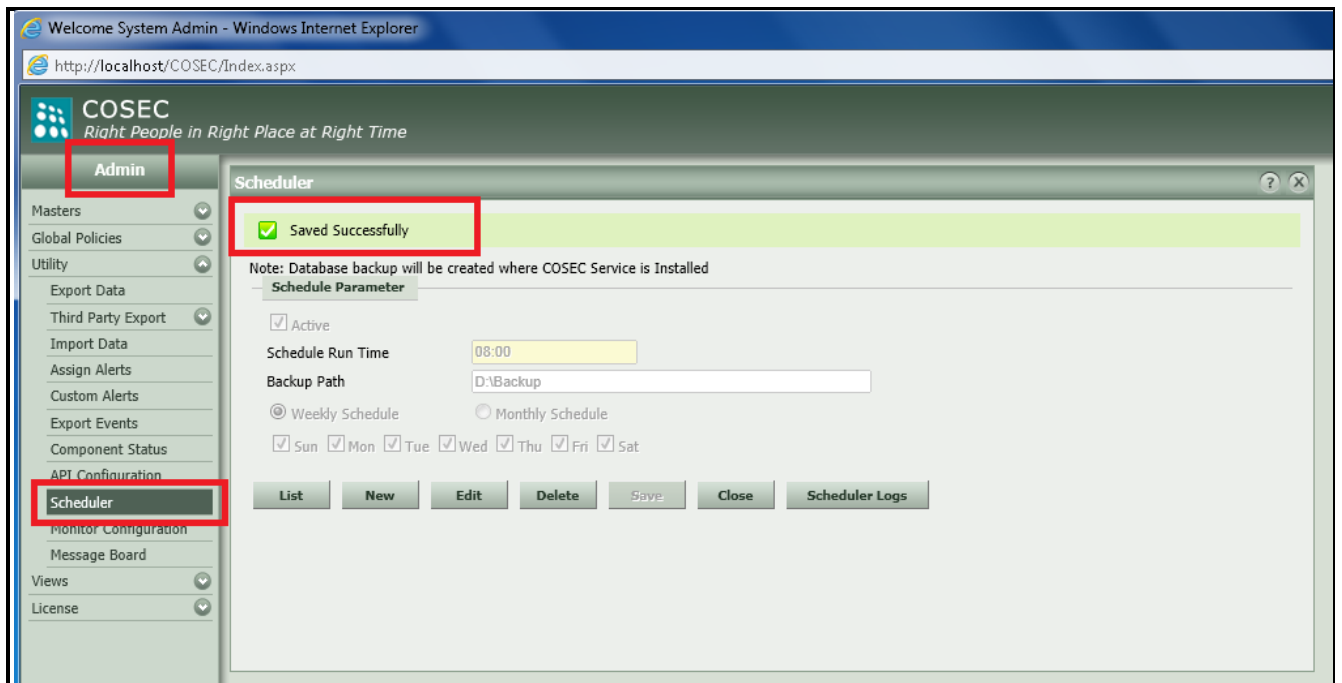 Welcome System Admin - Windows Internet Explorer
http://localhost/COSEC/Index.aspx
COSEC
Right People in Right Place at Right Time
Admin
Masters
Global Policies
Utility
Export Data
Third Party Export
Import Data
Assign Alerts
Custom Alerts
Export Events
Component Status
API Configuration
Scheduler
Monitor Configuration
Message Board
Views
License
Scheduler ? X
Saved Successfully
Note: Database backup will be created where COSEC Service is Installed
Schedule Parameter
Active
Schedule Run Time 08:00
Backup Path D:\Backup
Weekly Schedule Monthly Schedule
Sun Mon Tue Wed Thu Fri Sat
List New Edit Delete Save Close Scheduler Logs